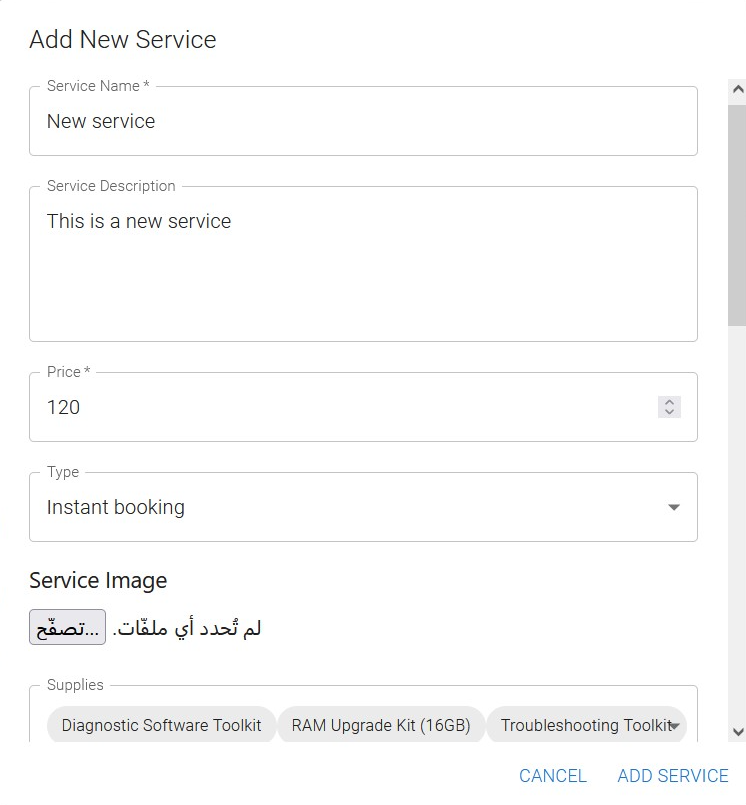 Add New Service
Service Name *
New service
Service Description
This is a new service
Price *
120
Type
Instant booking
Service Image
تصفّح...
لم تُحدد أي ملفّات.
Supplies
Diagnostic Software Toolkit
RAM Upgrade Kit (16GB)
Troubleshooting Toolkit
CANCEL
ADD SERVICE